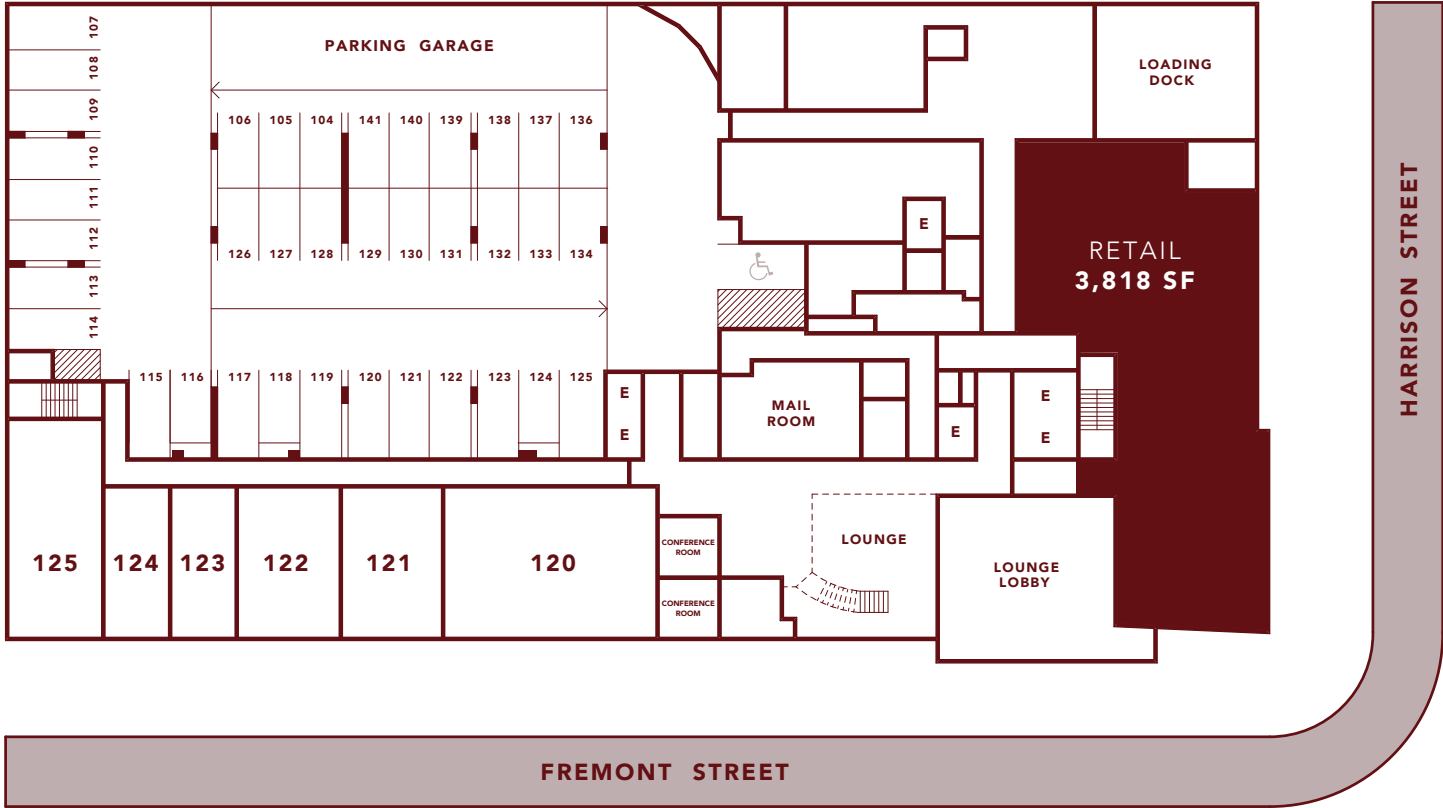 PARKING GARAGE
107
108
109
110
111
112
113
114
106 105 104 141 140 139 138 137 136
126 127 128 129 130 131 132 133 134
115 116 117 118 119 120 121 122 123 124 125
LOADING
DOCK
RETAIL
3,818 SF
E
E
E
MAIL
ROOM
E
E
E
125 124 123 122 121 120
CONFERENCE
ROOM
CONFERENCE
ROOM
LOUNGE
LOUNGE
LOBBY
HARRISON STREET
FREMONT STREET